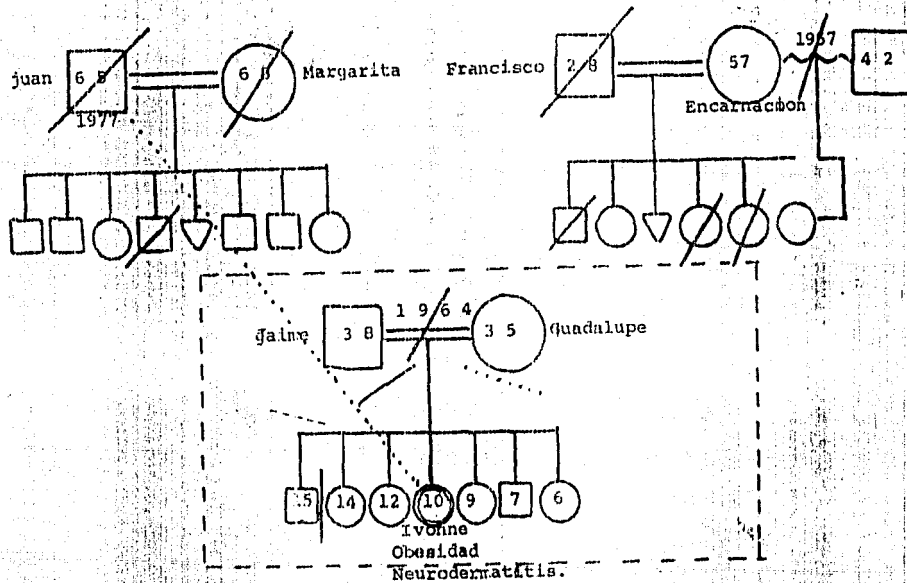 1967
juan 6 8 6 8 Margarita Francisco 2 8 57 4 2
1977
Encarnacbon
1 9 6 4
Jaime 3 8 3 5 Guadalupe
15 14 12 10 9 7 6
Ivonne
Obesidad
Neurodermatitis.